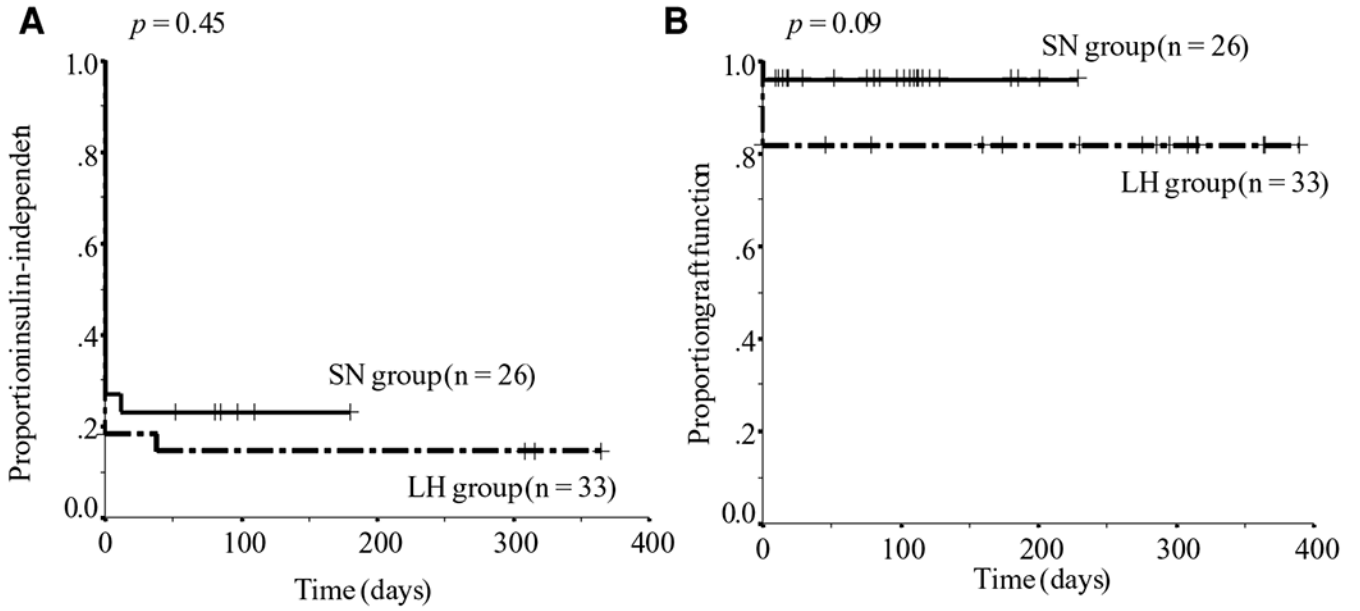 A
p = 0.45
1.0
.8
.6
.4
.2
0.0
Proportioninsulin-independen
SN group(n = 26)
LH group(n = 33)
0 100 200 300 400
Time (days)
B
p = 0.09
SN group(n = 26)
1.0
.8
.6
.4
.2
0.0
Proportiongraftfunction
LH group(n = 33)
0 100 200 300 400
Time (days)